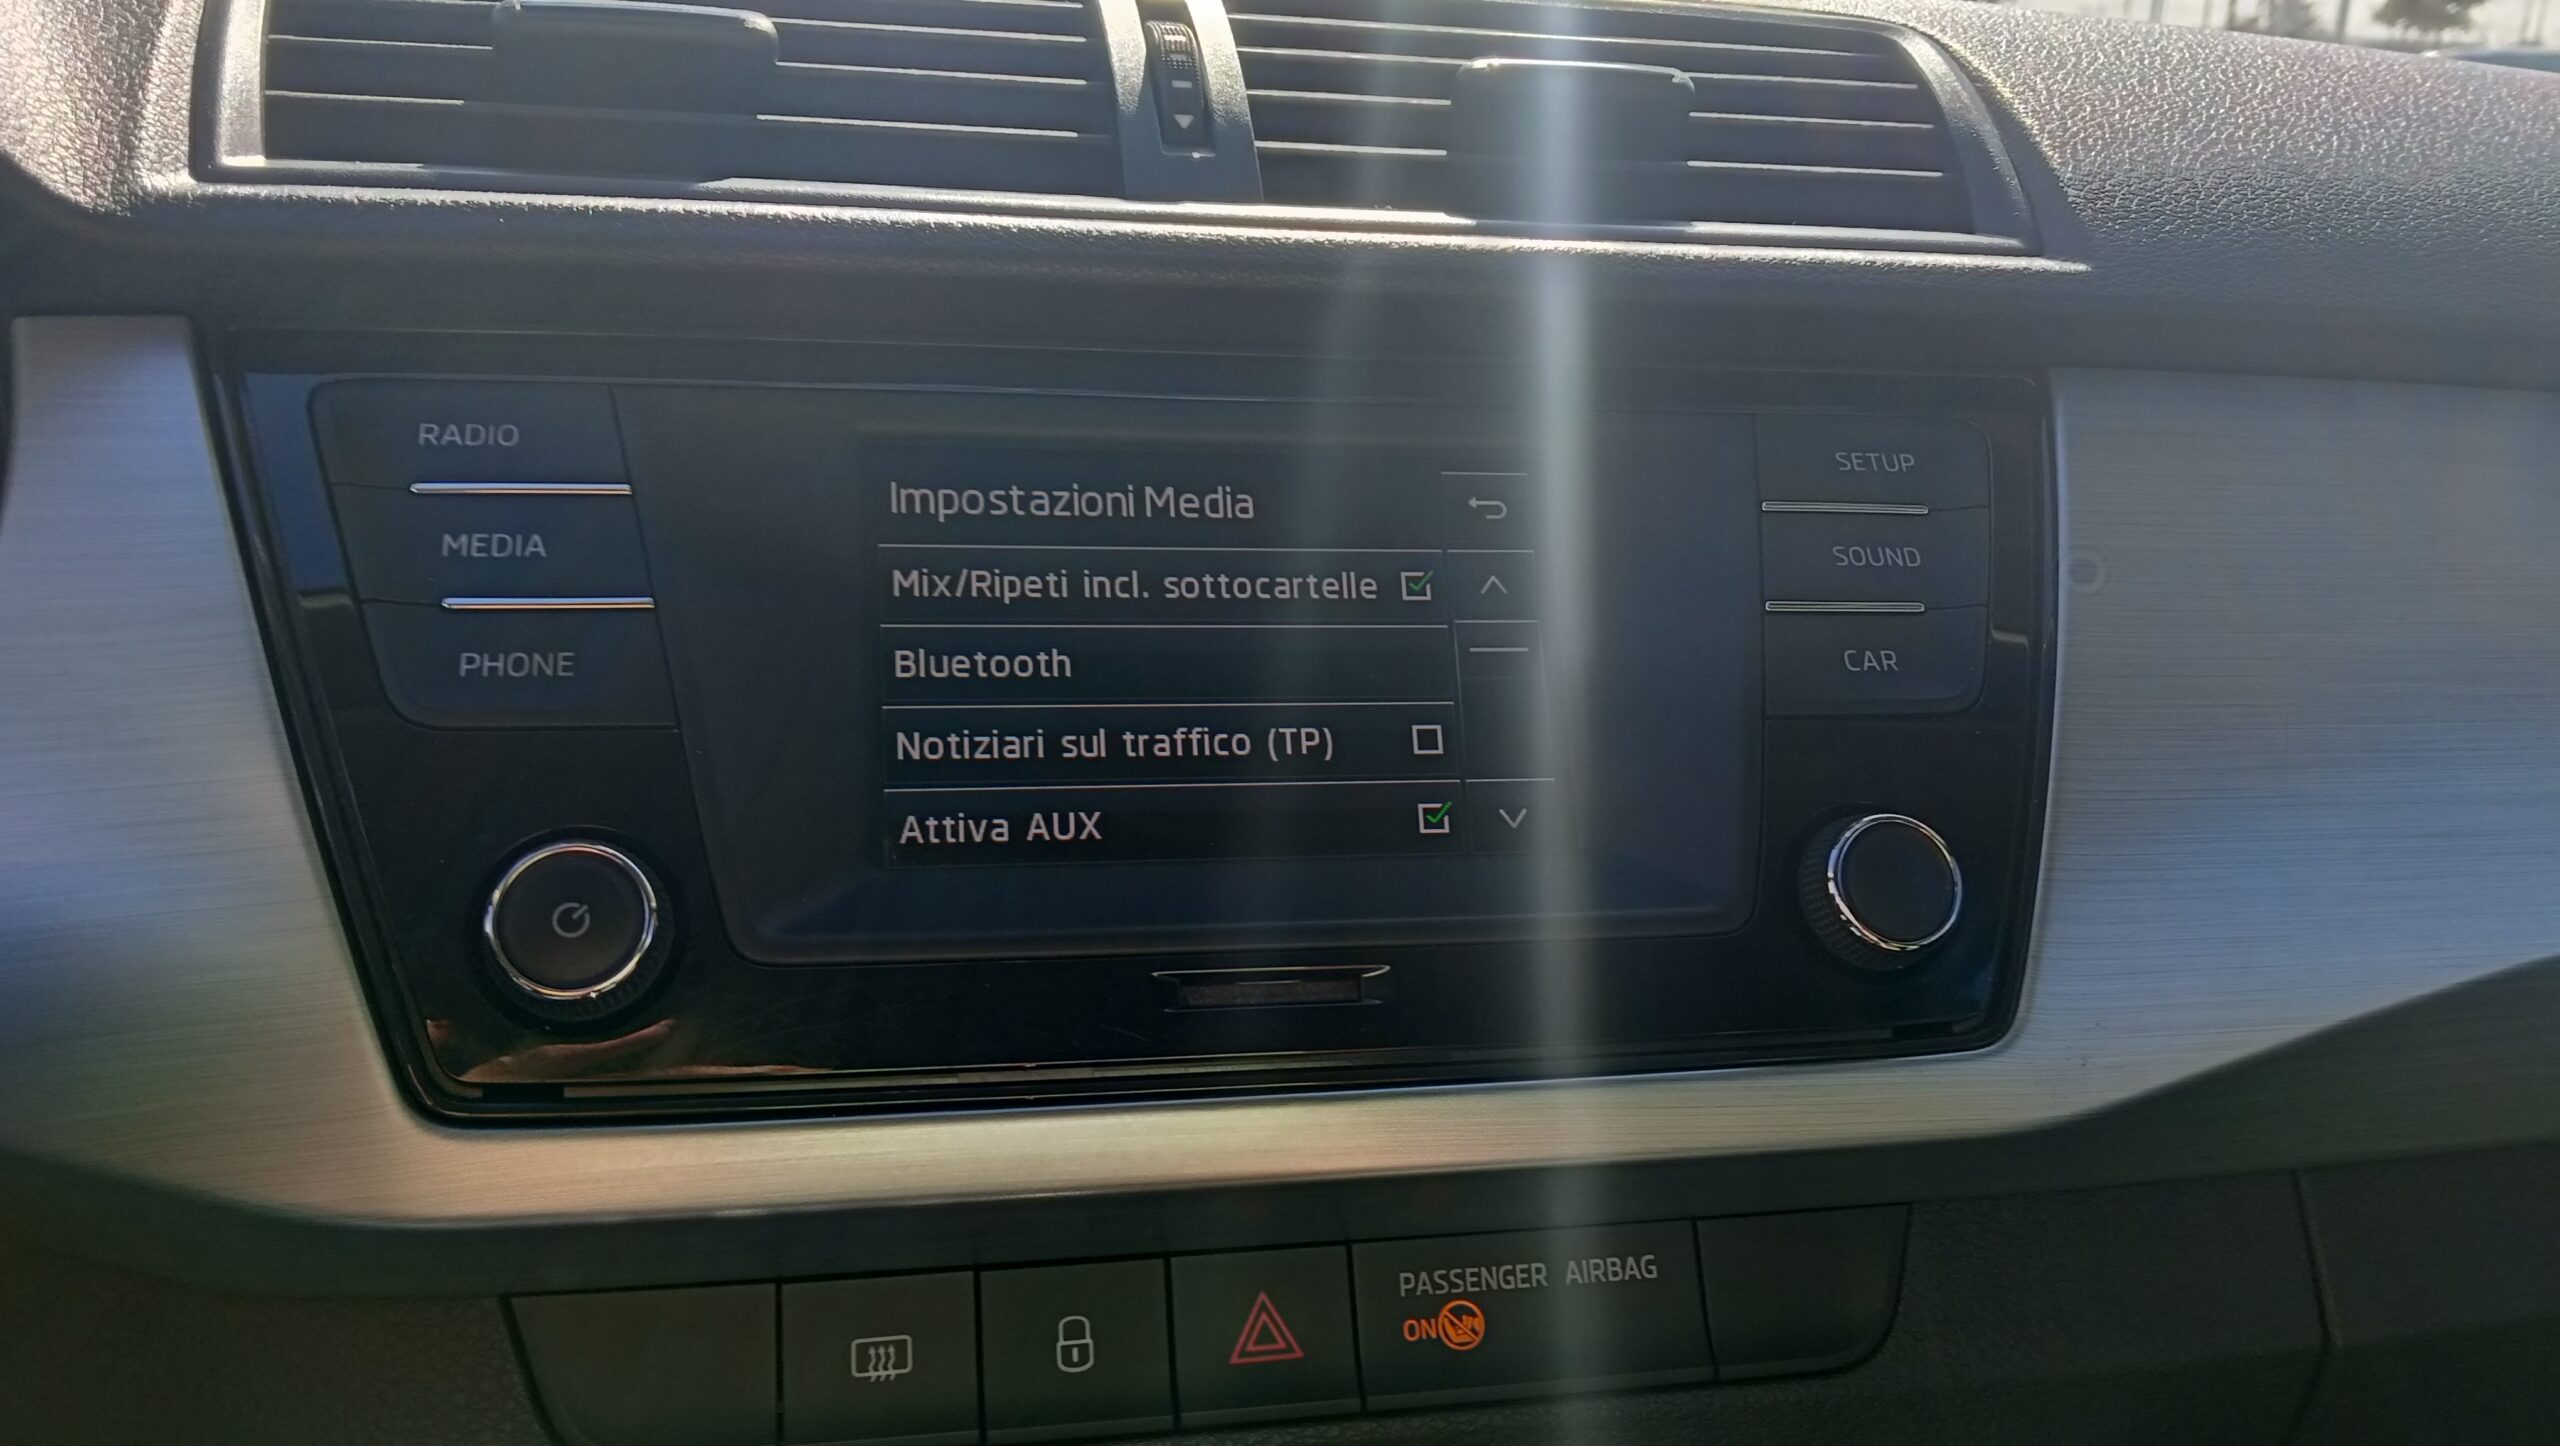 RADIO
MEDIA
PHONE
Impostazioni Media
Mix/Ripeti incl. sottocartelle
Bluetooth
Notiziari sul traffico (TP)
Attiva AUX
SETUP
SOUND
CAR
PASSENGER AIRBAG
ON